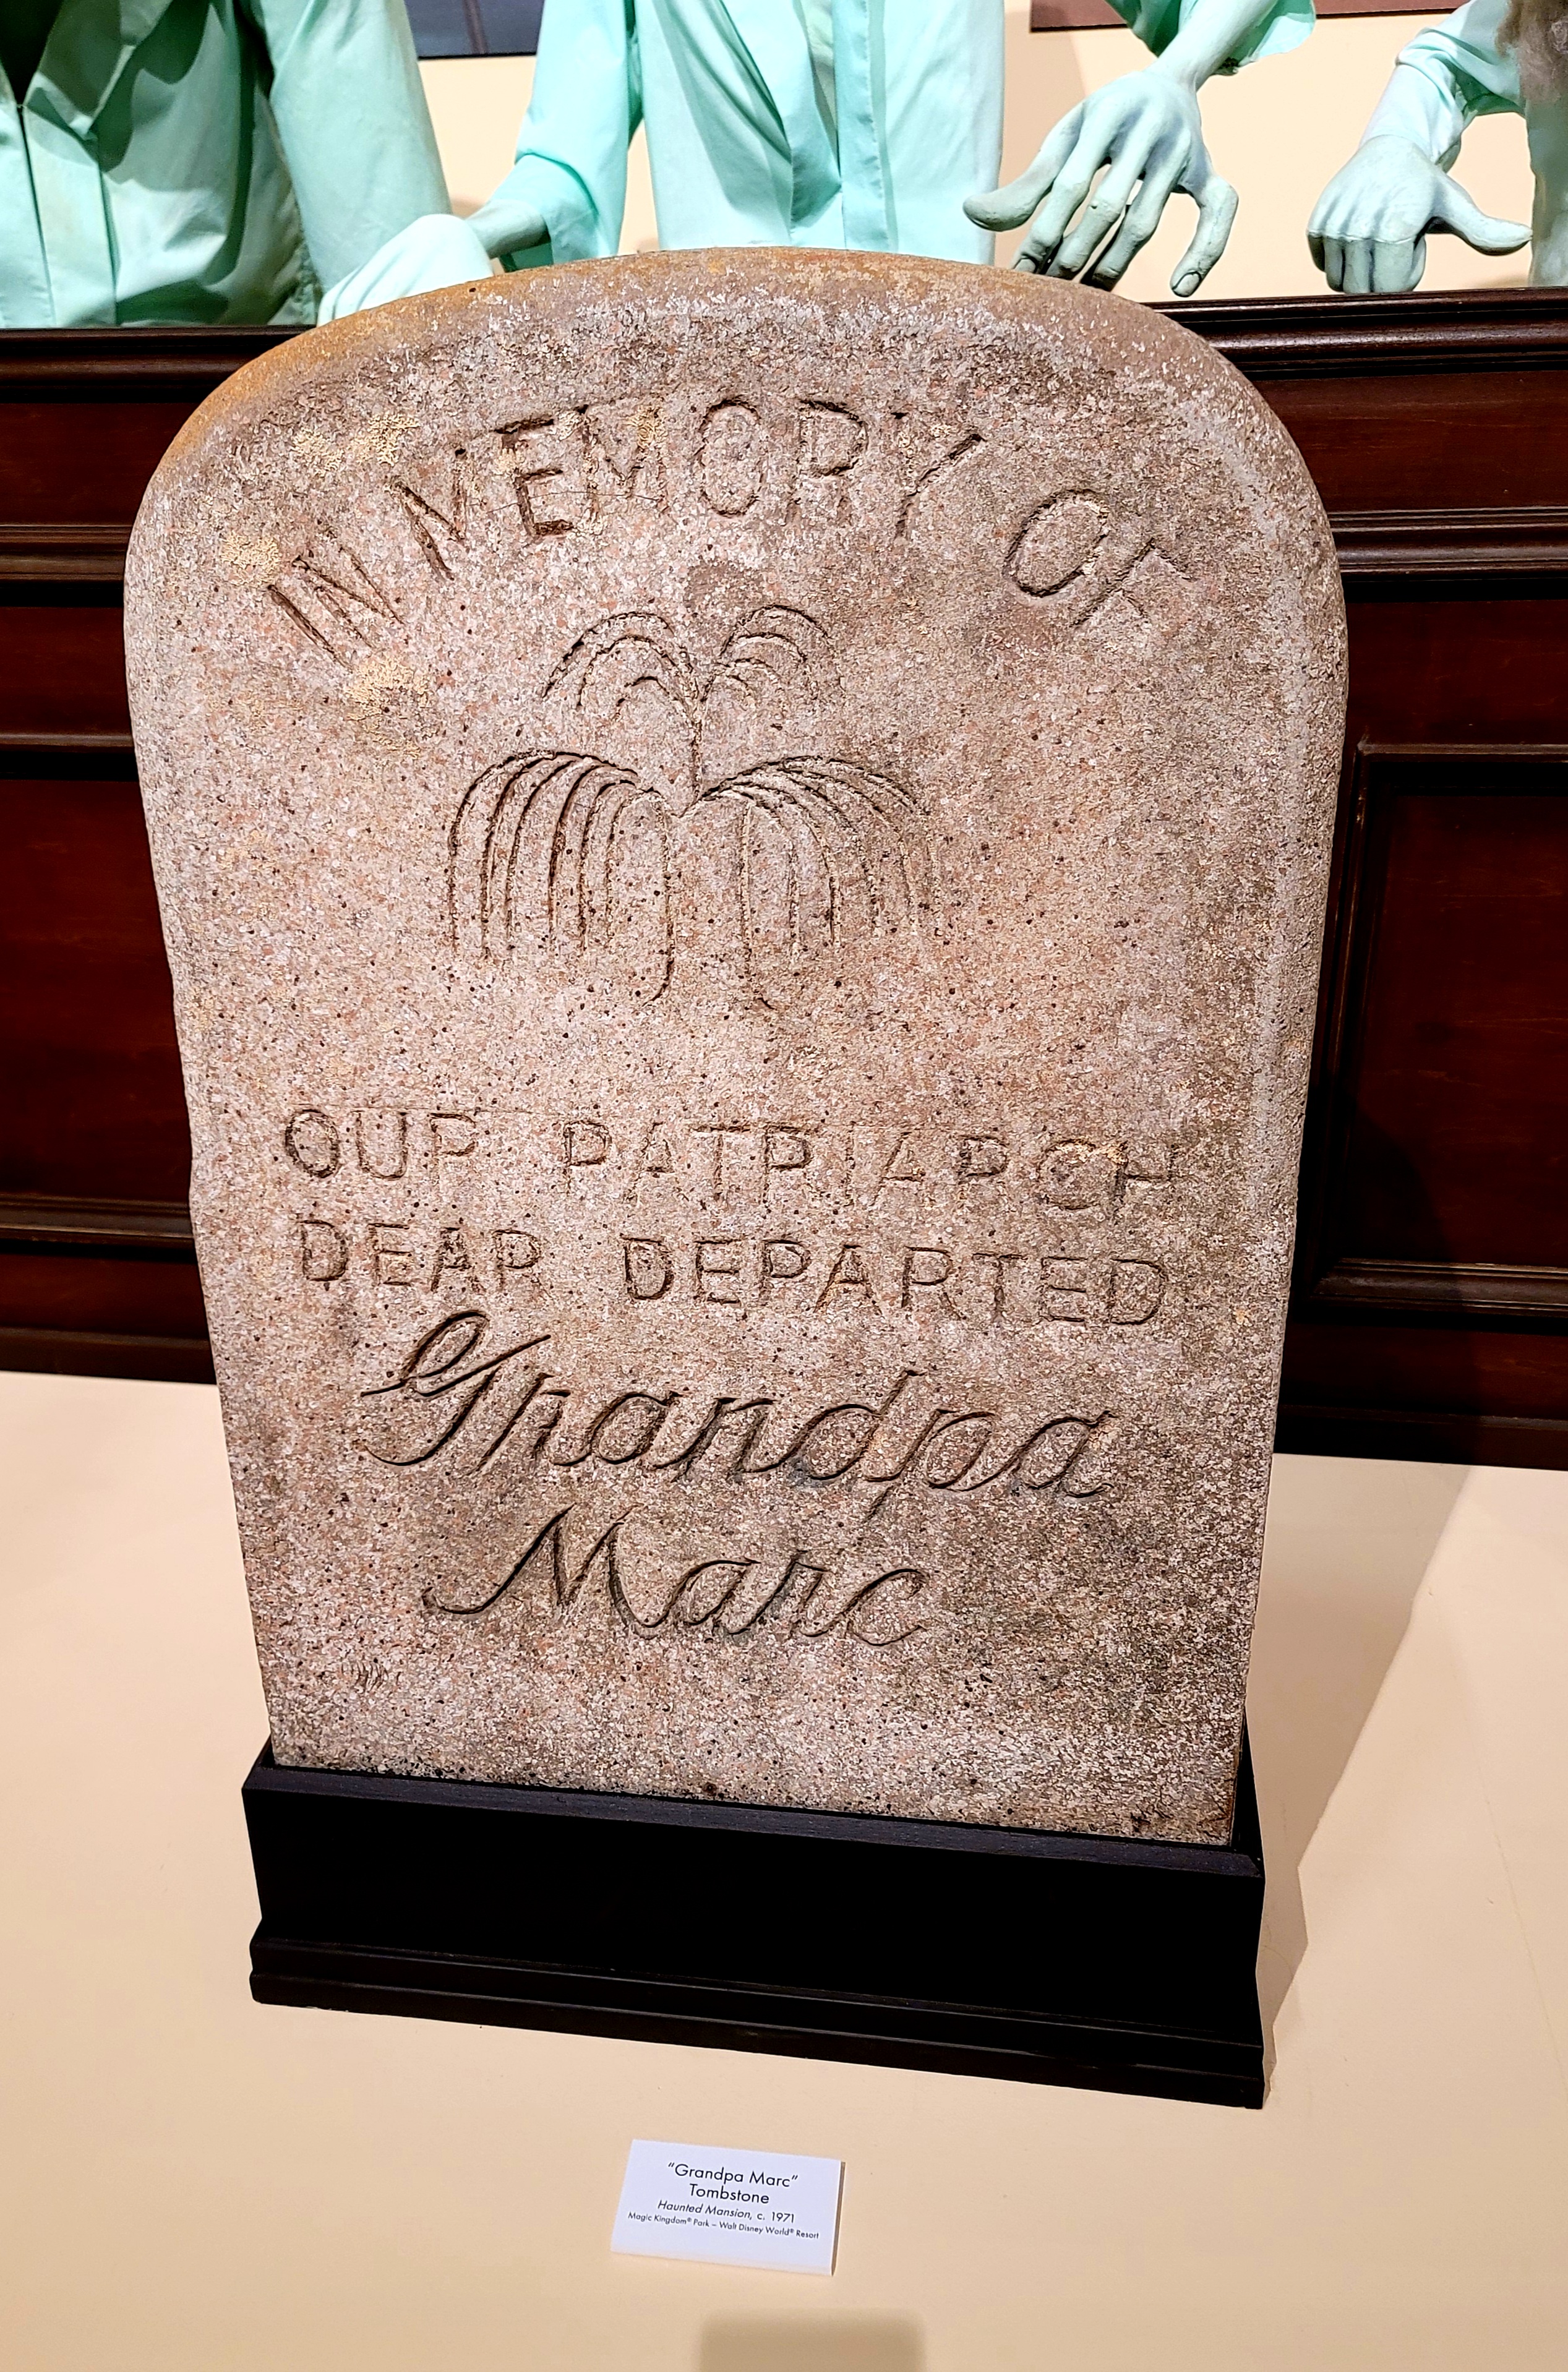 IN MEMORY OF
OUR PATRIARCH
DEAR DEPARTED
Grandpa
Marc
“Grandpa Marc”
Tombstone
Haunted Mansion, c. 1971
Magic Kingdom® Park – Walt Disney World® Resort